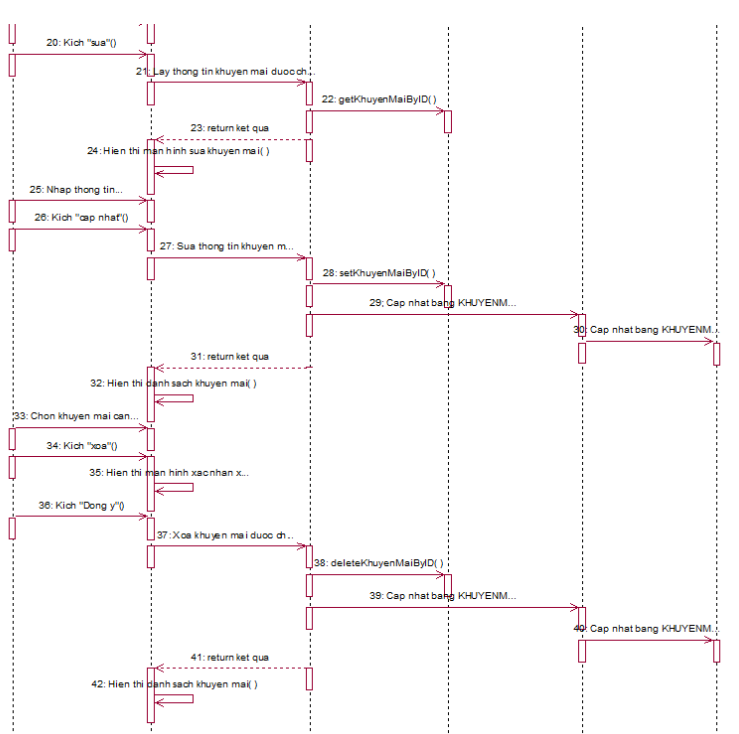 20: Kich "sua"()
21: Lay thong tin khuyen mai duoc ch...
22: getKhuyenMaiByID( )
23: return ket qua
24: Hien thi man hinh sua khuyen mai( )
25: Nhap thong tin...
26: Kich "cap nhat"()
27: Sua thong tin khuyen m...
28: setKhuyenMaiByID( )
29: Cap nhat bang KHUYENM...
30: Cap nhat bang KHUYENM...
31: return ket qua
32: Hien thi danh sach khuyen mai( )
33: Chon khuyen mai can...
34: Kich "xoa"()
35: Hien thi man hinh xac nhan x...
36: Kich "Dong y"()
37: Xoa khuyen mai duoc ch...
38: deleteKhuyenMaiByID( )
39: Cap nhat bang KHUYENM...
40: Cap nhat bang KHUYENM...
41: return ket qua
42: Hien thi danh sach khuyen mai( )